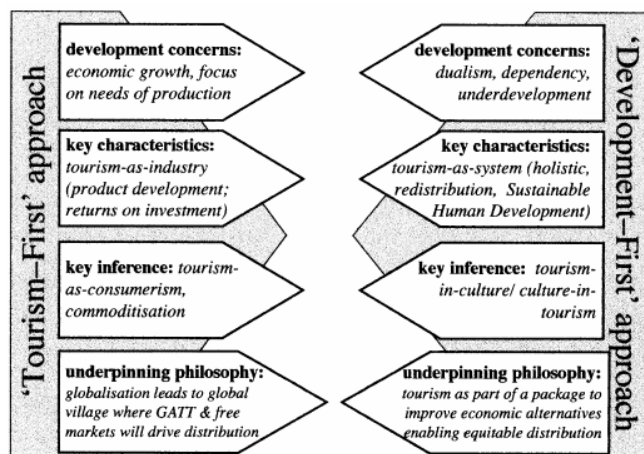 'Tourism–First' approach
development concerns:
economic growth, focus
on needs of production
key characteristics:
tourism-as-industry
(product development;
returns on investment)
key inference: tourism-
as-consumerism,
commoditisation
underpinning philosophy:
globalisation leads to global
village where GATT & free
markets will drive distribution
development concerns:
dualism, dependency,
underdevelopment
key characteristics:
tourism-as-system (holistic,
redistribution, Sustainable
Human Development)
key inference: tourism-
in-culture/ culture-in-
tourism
underpinning philosophy:
tourism as part of a package to
improve economic alternatives
enabling equitable distribution
'Development–First' approach